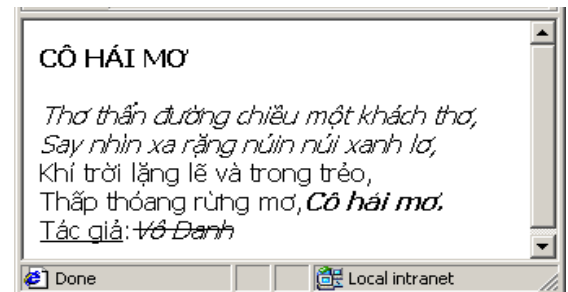 CÔ HÁI MƠ
Thơ thẩn đường chiều một khách thơ,
Say nhìn xa rặng núin núi xanh lơ,
Khí trời lặng lẽ và trong trẻo,
Thấp thóang rừng mơ,Cô hái mơ.
Tác giả:Vô Danh
Done
Local intranet